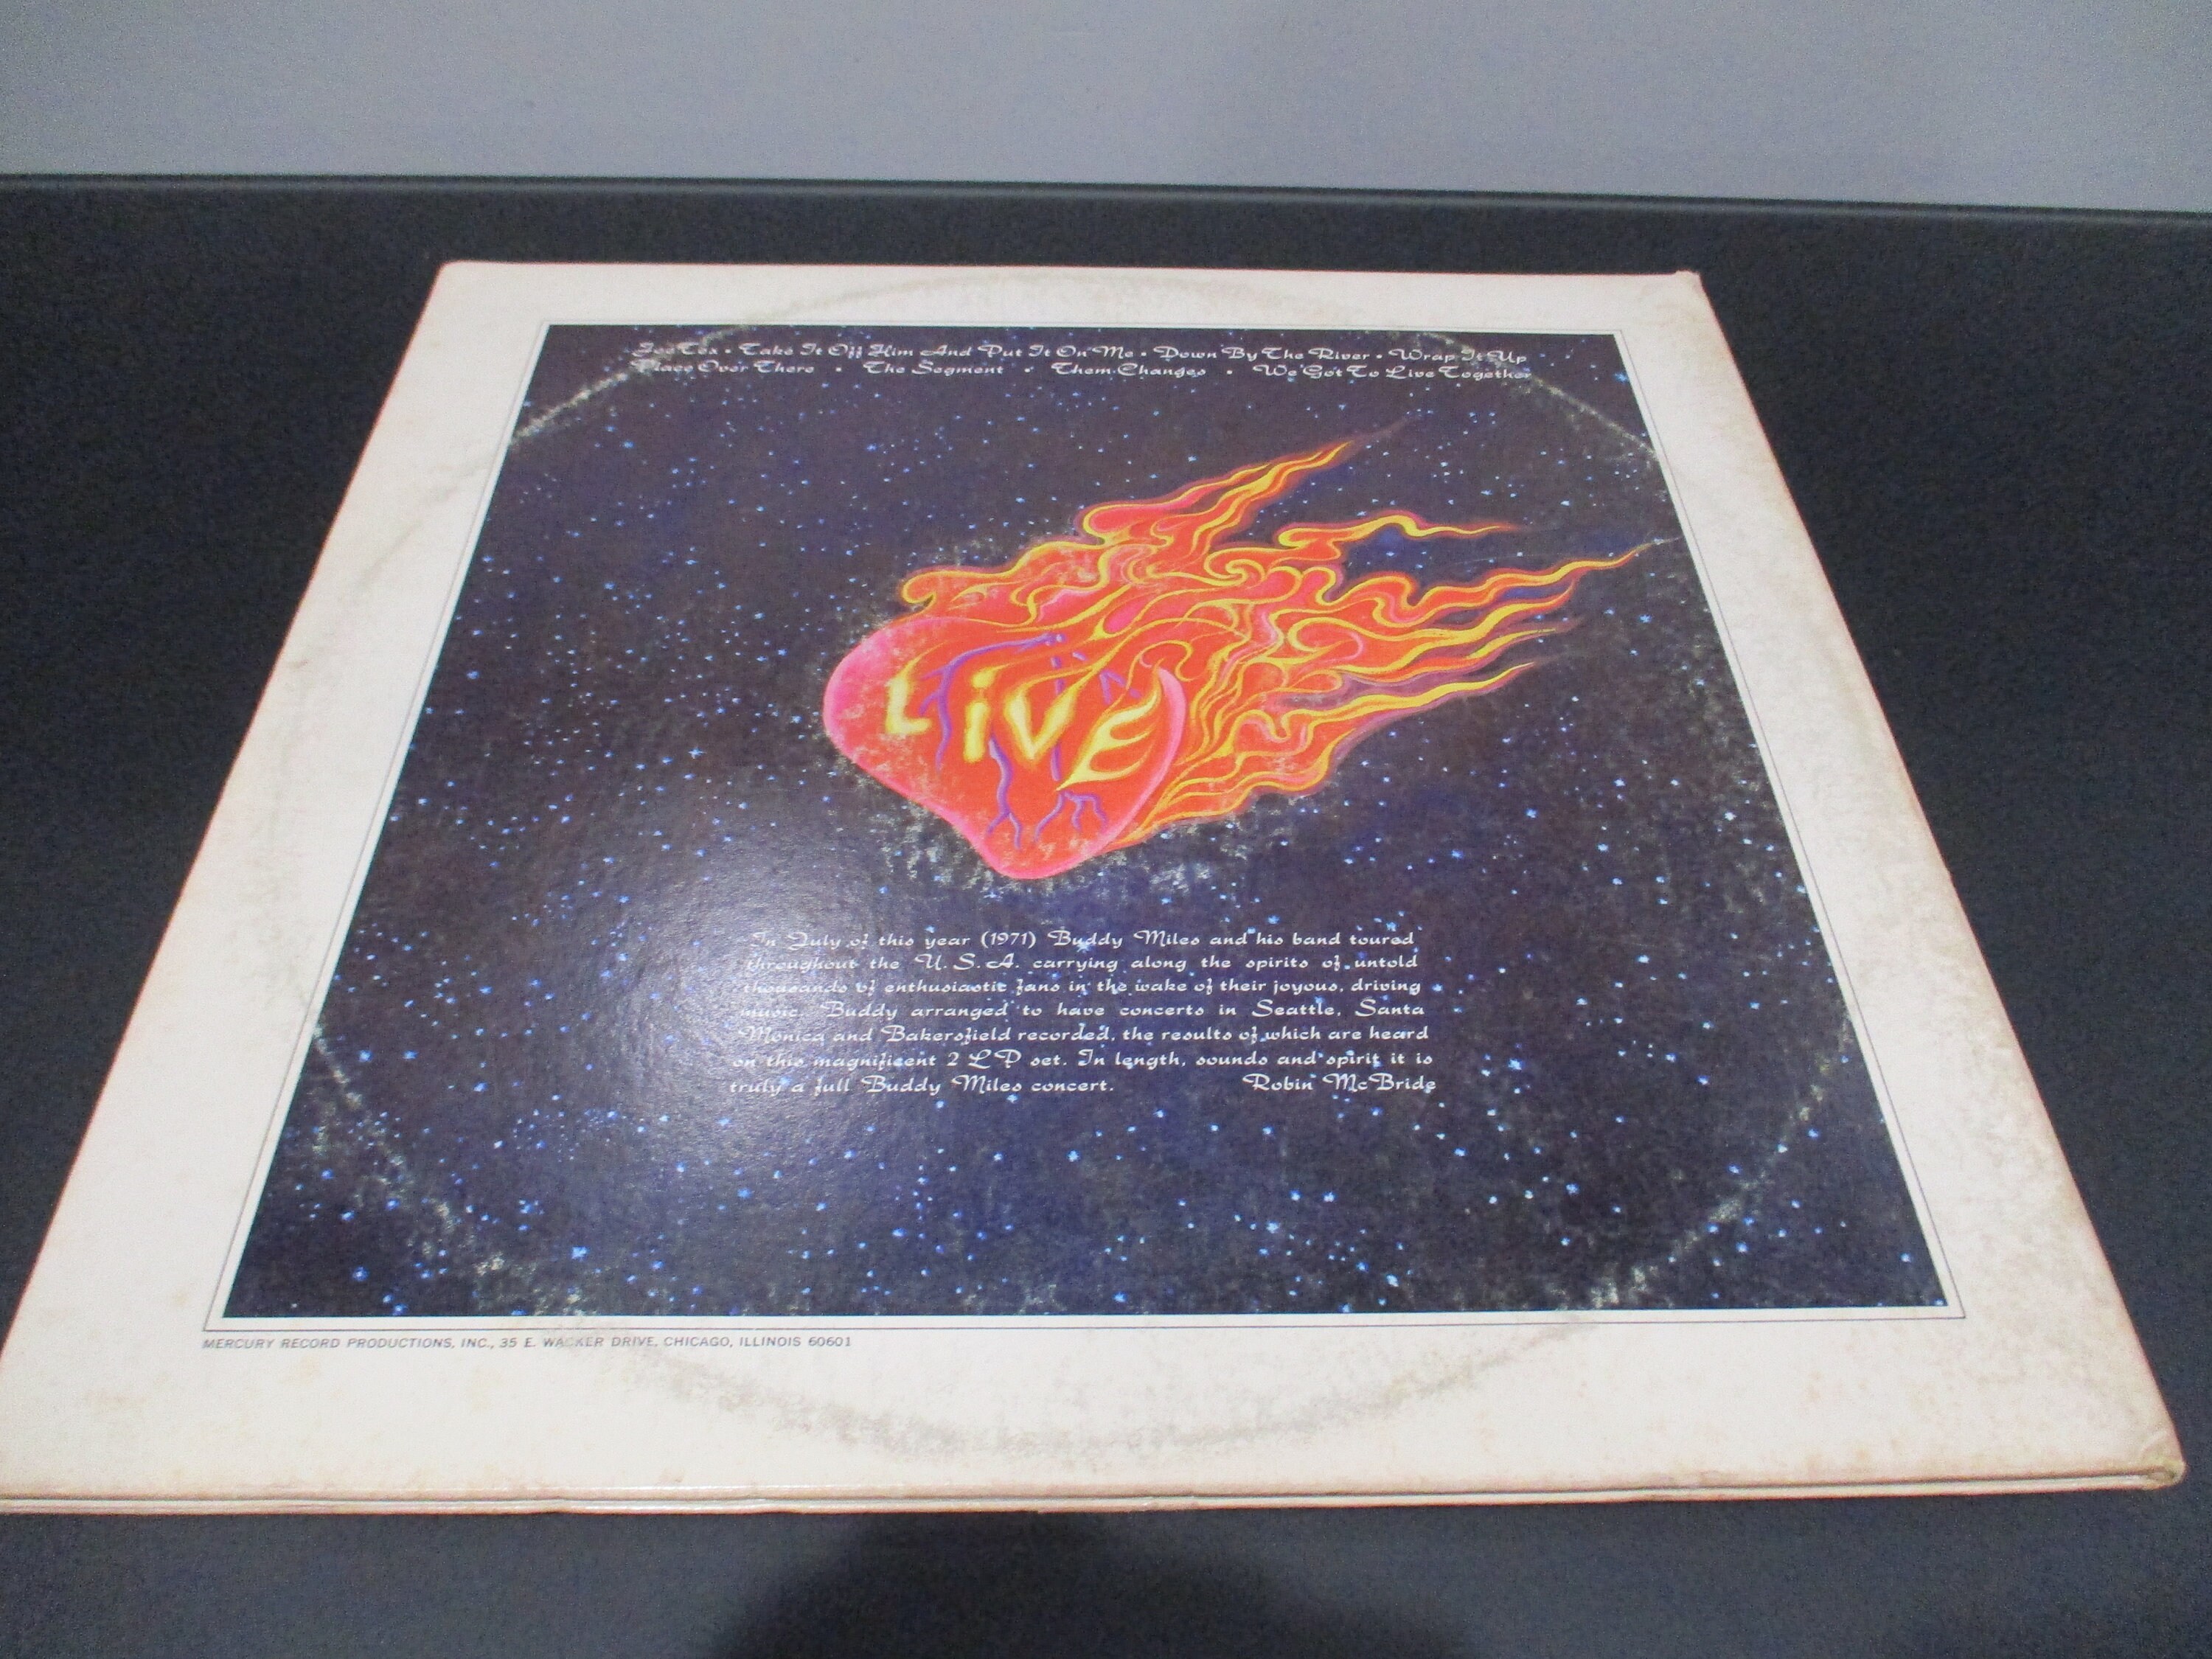 Joe Tex • Take It Off Him And Put It On Me • Down By The River • Wrap It Up
Place Over There • The Segment • Them Changes • We Got To Live Together
LiVE
In July of this year (1971) Buddy Miles and his band toured
throughout the U.S.A. carrying along the spirits of untold
thousands of enthusiastic fans in the wake of their joyous, driving
music. Buddy arranged to have concerts in Seattle, Santa
Monica and Bakersfield recorded, the results of which are heard
on this magnificent 2 LP set. In length, sounds and spirit it is
truly a full Buddy Miles concert. Robin McBride
MERCURY RECORD PRODUCTIONS, INC., 35 E. WACKER DRIVE, CHICAGO, ILLINOIS 60601